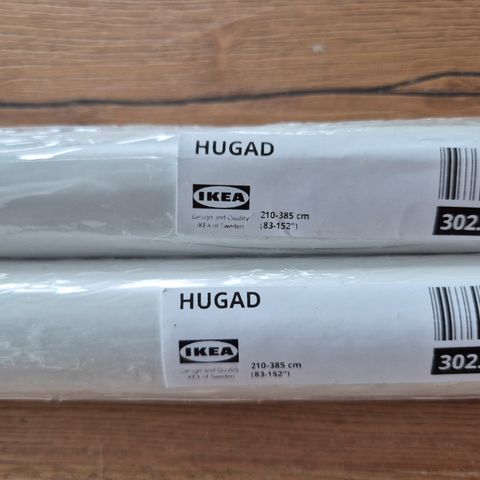 HUGAD
IKEA
Design and Quality
IKEA of Sweden
210-385 cm
(83-152")
302.
HUGAD
IKEA
Design and Quality
IKEA of Sweden
210-385 cm
(83-152")
302.